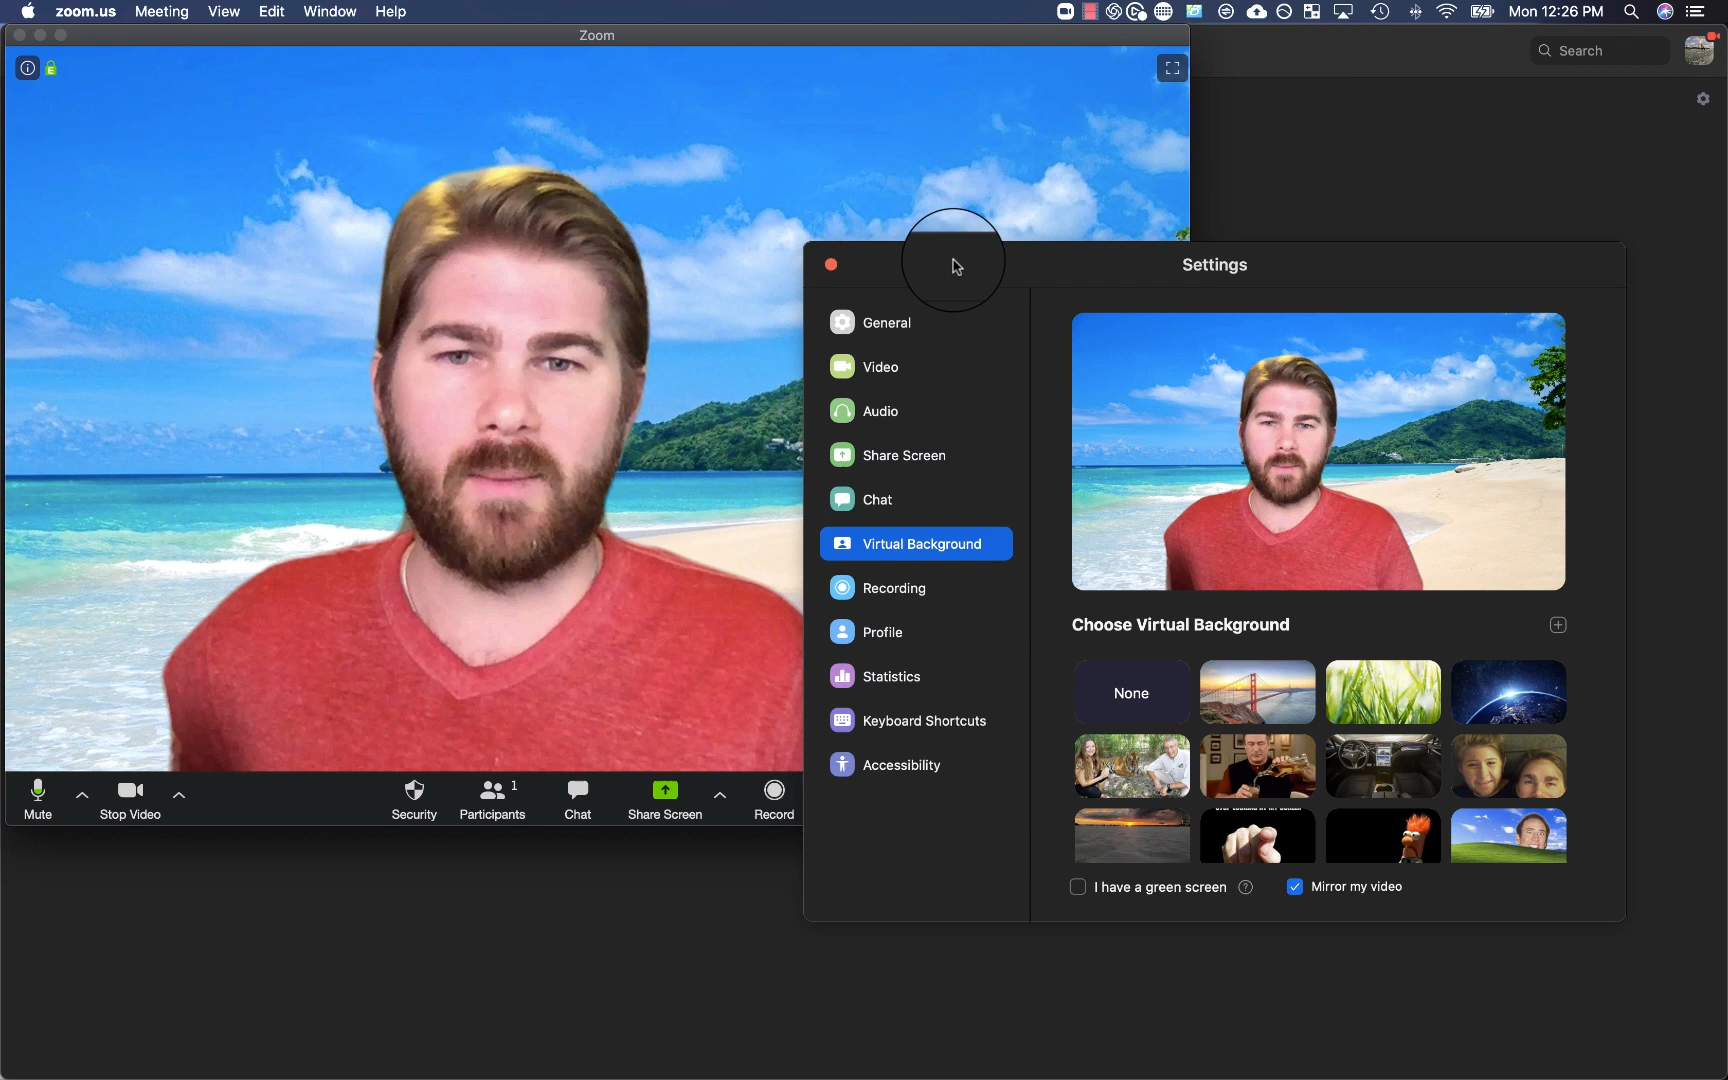 zoom.us Meeting View Edit Window Help
Mon 12:26 PM
Zoom
Search
E
Settings
General
Video
Audio
Share Screen
Chat
Virtual Background
Recording
Profile
Statistics
Keyboard Shortcuts
Accessibility
Choose Virtual Background
None
I have a green screen ?
Mirror my video
Mute
Stop Video
Security
Participants 1
Chat
Share Screen
Record